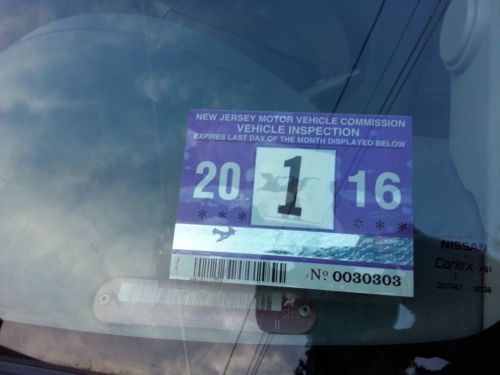 NEW JERSEY MOTOR VEHICLE COMMISSION
VEHICLE INSPECTION
EXPIRES LAST DAY OF THE MONTH DISPLAYED BELOW
20 1 16
* * * * * *
Nº 0030303
NISSAN
Carlex